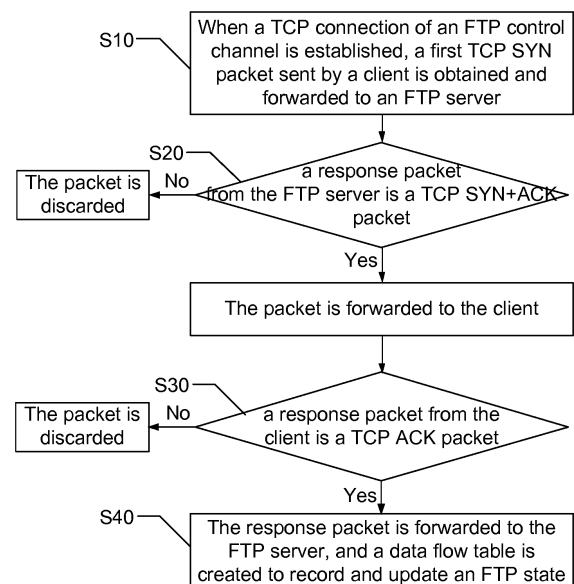 S10
When a TCP connection of an FTP control
channel is established, a first TCP SYN
packet sent by a client is obtained and
forwarded to an FTP server
S20
a response packet
from the FTP server is a TCP SYN+ACK
packet
No
The packet is
discarded
Yes
The packet is forwarded to the client
S30
a response packet from the
client is a TCP ACK packet
No
The packet is
discarded
Yes
S40
The response packet is forwarded to the
FTP server, and a data flow table is
created to record and update an FTP state